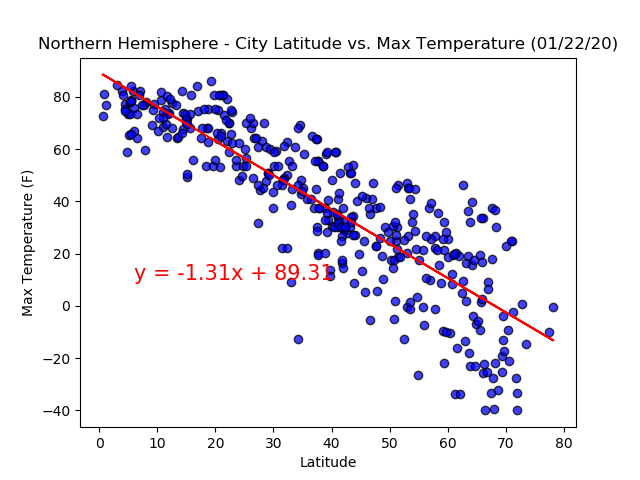 Northern Hemisphere - City Latitude vs. Max Temperature (01/22/20)
Max Temperature (F)
80
60
40
20
0
−20
−40
y = -1.31x + 89.31
0 10 20 30 40 50 60 70 80
Latitude